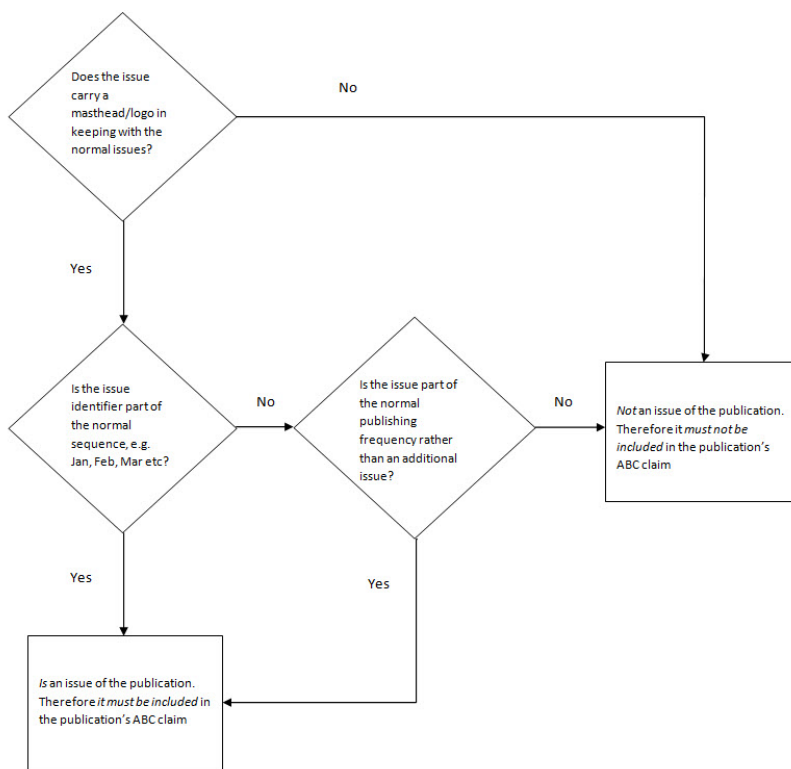 Does the issue
carry a
masthead/logo in
keeping with the
normal issues?
No
Yes
Is the issue
identifier part of
the normal
sequence, e.g.
Jan, Feb, Mar etc?
No
Is the issue part of
the normal
publishing
frequency rather
than an additional
issue?
No
Not an issue of the publication.
Therefore it must not be
included in the publication's
ABC claim
Yes
Yes
Is an issue of the publication.
Therefore it must be included in
the publication's ABC claim